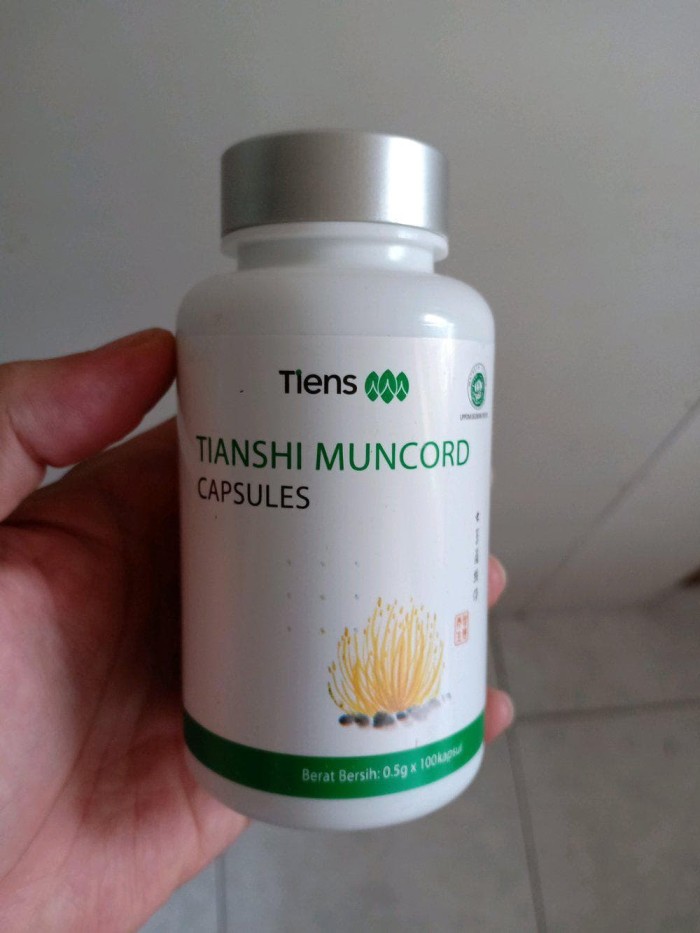 Tiens
TIANSHI MUNCORD
CAPSULES
Berat Bersih: 0.5g x 100kapsul